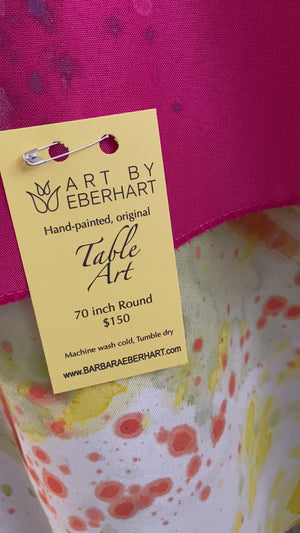 ART BY
EBERHART
Hand-painted, original
Table
Art
70 inch Round
$150
Machine wash cold, Tumble dry
www.BARBARAEBERHART.com